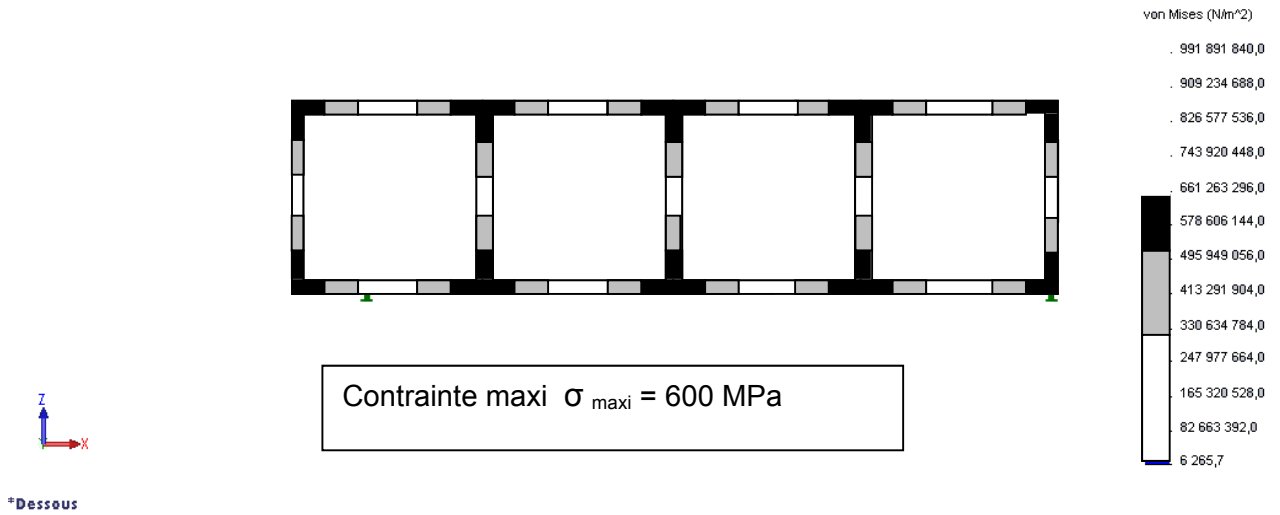 von Mises (N/m^2)
991 891 840,0
909 234 688,0
826 577 536,0
743 920 448,0
661 263 296,0
578 606 144,0
495 949 056,0
413 291 904,0
330 634 784,0
247 977 664,0
165 320 528,0
82 663 392,0
6 265,7
Contrainte maxi σ maxi = 600 MPa
Z
Y
X
*Dessous